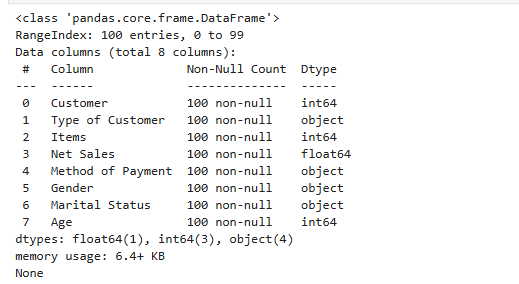 <class 'pandas.core.frame.DataFrame'>
RangeIndex: 100 entries, 0 to 99
Data columns (total 8 columns):
 #   Column             Non-Null Count  Dtype
---  ------             --------------  -----
 0   Customer           100 non-null    int64
 1   Type of Customer   100 non-null    object
 2   Items              100 non-null    int64
 3   Net Sales          100 non-null    float64
 4   Method of Payment  100 non-null    object
 5   Gender             100 non-null    object
 6   Marital Status     100 non-null    object
 7   Age                100 non-null    int64
dtypes: float64(1), int64(3), object(4)
memory usage: 6.4+ KB
None